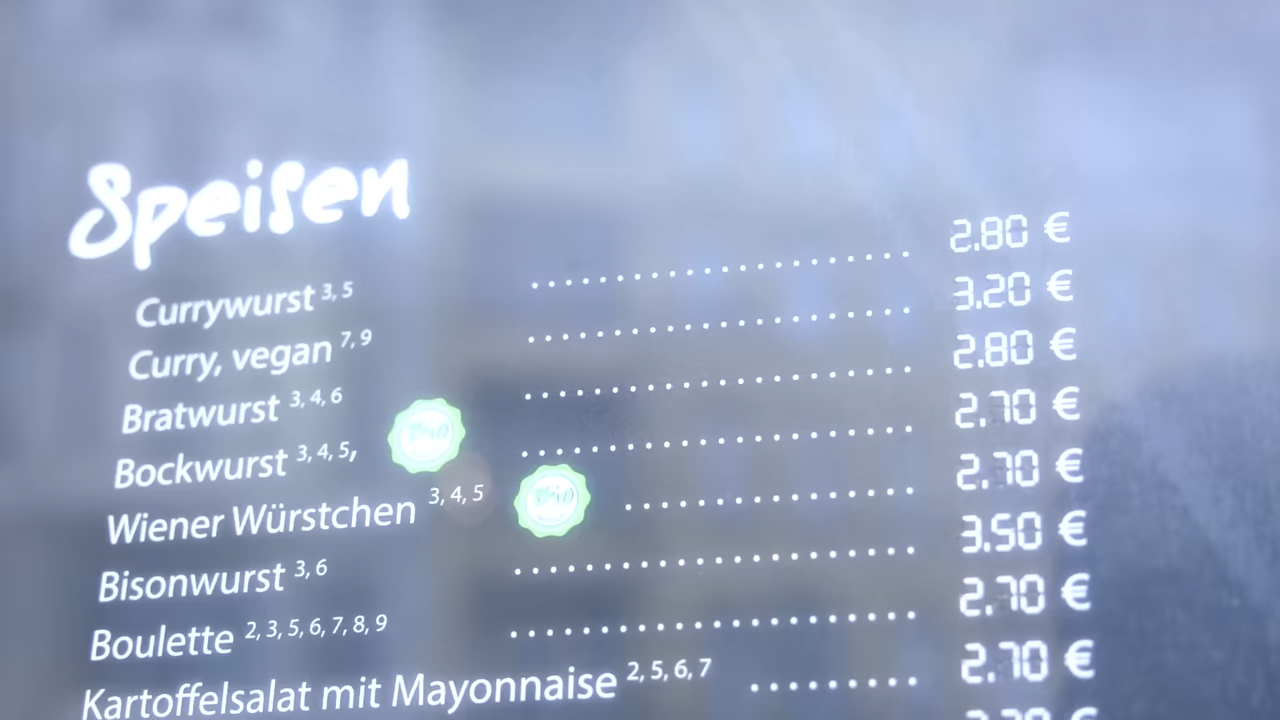 Speisen
Currywurst 3, 5 .................... 2.80 €
Curry, vegan 7, 9 .................... 3.20 €
Bratwurst 3, 4, 6 .................... 2.80 €
Bockwurst 3, 4, 5, Bio .................... 2.70 €
Wiener Würstchen 3, 4, 5 Bio ................ 2.70 €
Bisonwurst 3, 6 ...................... 3.50 €
Boulette 2, 3, 5, 6, 7, 8, 9 ...................... 2.70 €
Kartoffelsalat mit Mayonnaise 2, 5, 6, 7 .......... 2.70 €